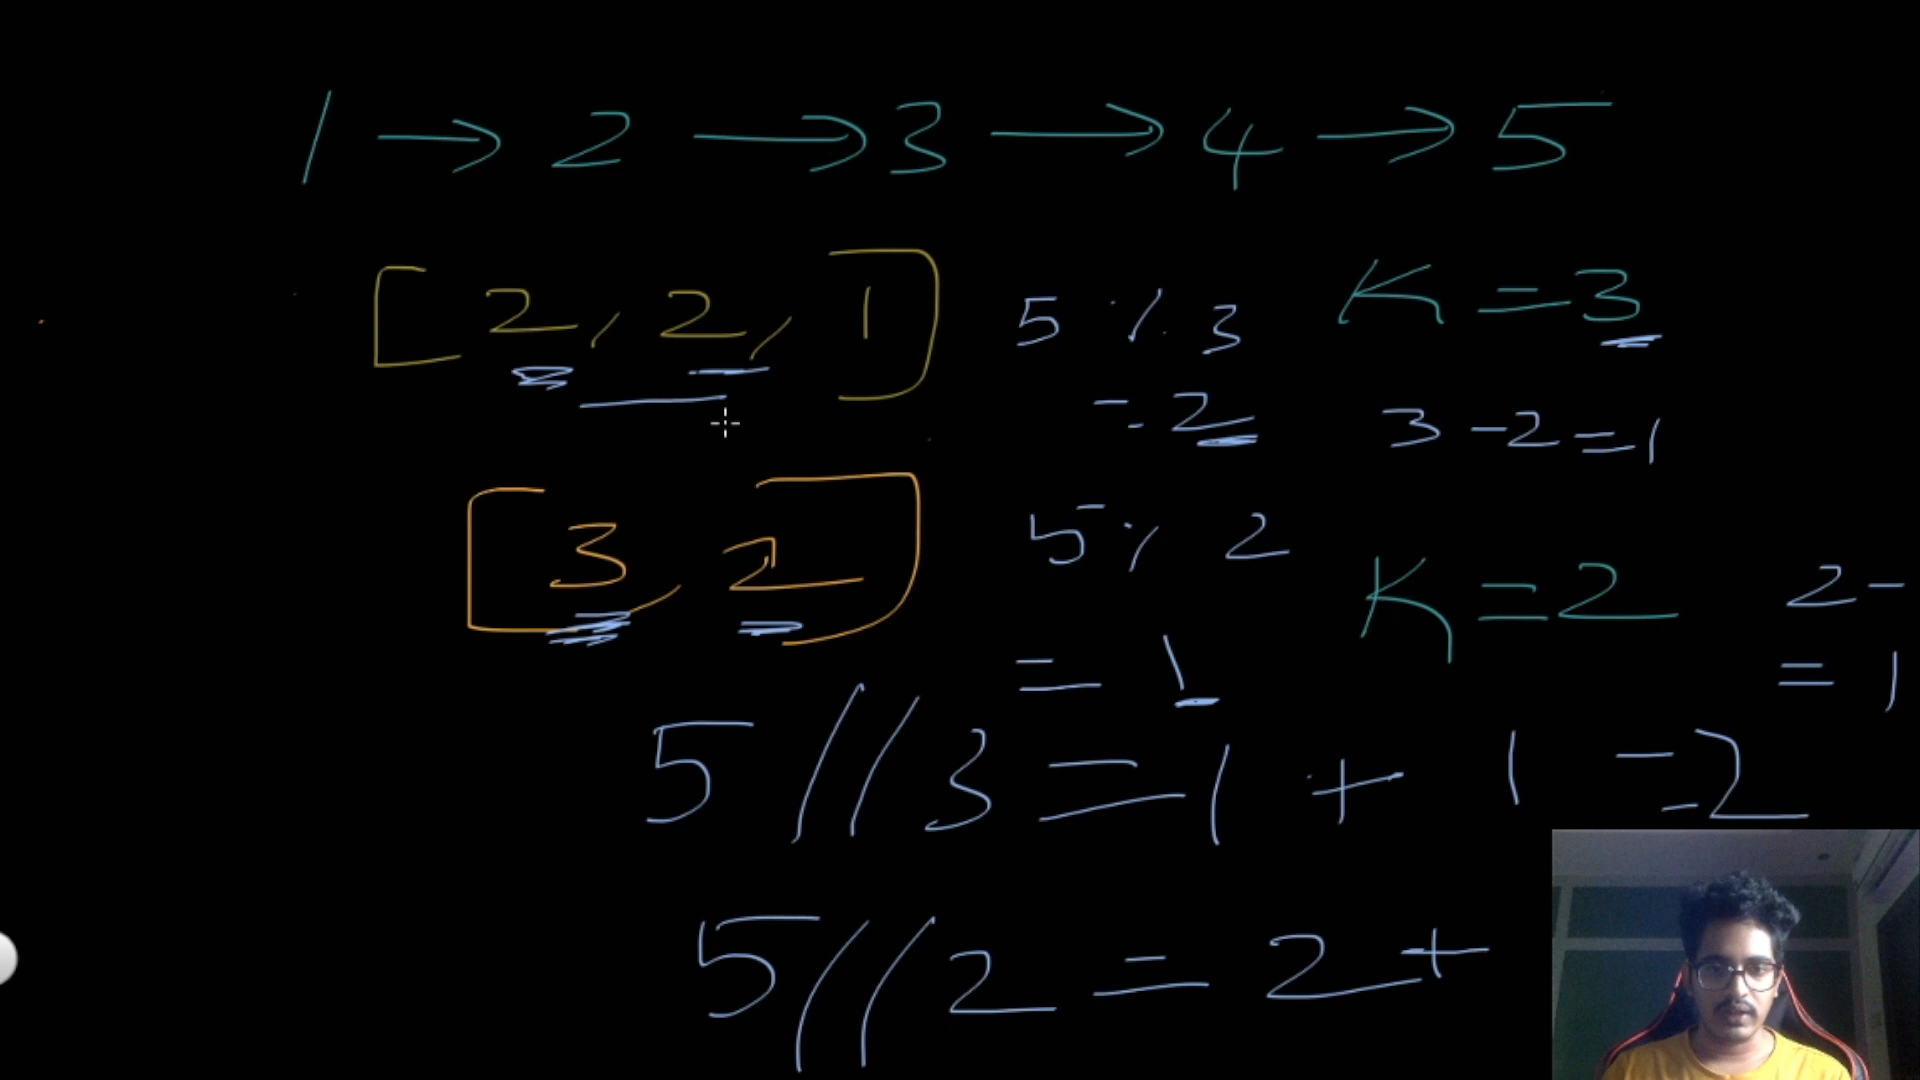 1 → 2 → 3 → 4 → 5
[2, 2, 1]
5 % 3
K = 3
= 2
3 - 2 = 1
[3, 2]
5 % 2
K = 2
2 -
= 1
= 1
5 // 3 = 1 + 1 = 2
5 // 2 = 2 +